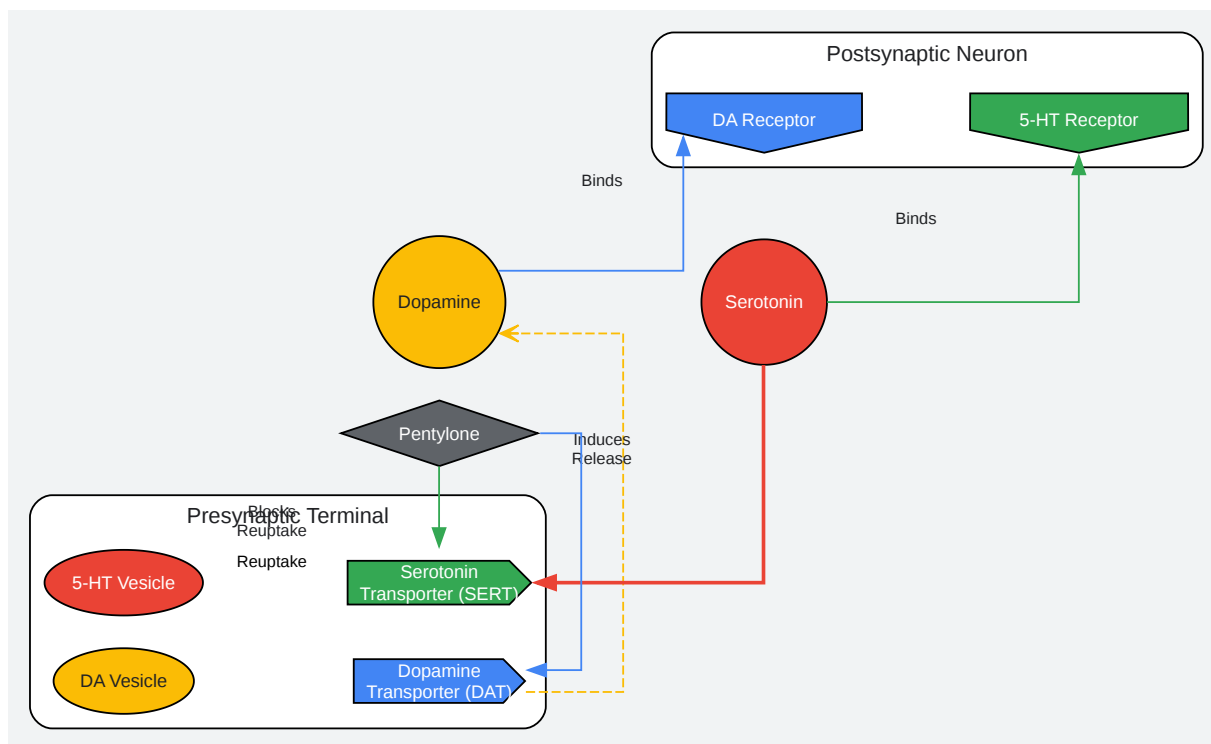 Postsynaptic Neuron
DA Receptor
5-HT Receptor
Binds
Binds
Dopamine
Serotonin
Pentylone
Induces
Release
Presynaptic Terminal
Blocks
Reuptake
Reuptake
5-HT Vesicle
Serotonin
Transporter (SERT)
DA Vesicle
Dopamine
Transporter (DAT)